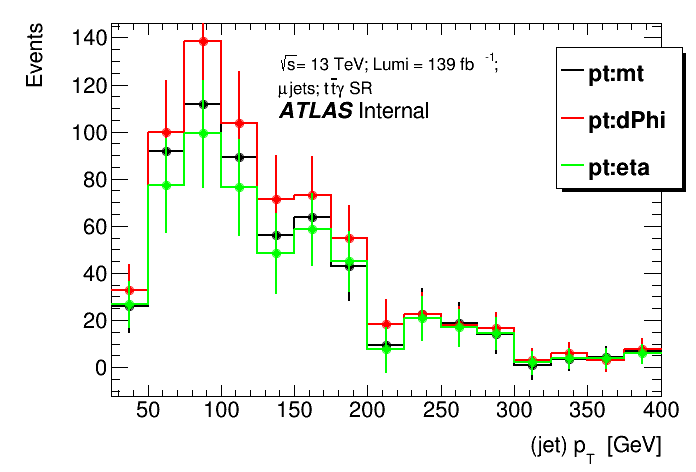 Events
140
120
100
80
60
40
20
0
√s= 13 TeV; Lumi = 139 fb⁻¹;
μjets; tt̄γ SR
ATLAS Internal
pt:mt
pt:dPhi
pt:eta
50 100 150 200 250 300 350 400
(jet) p_T [GeV]